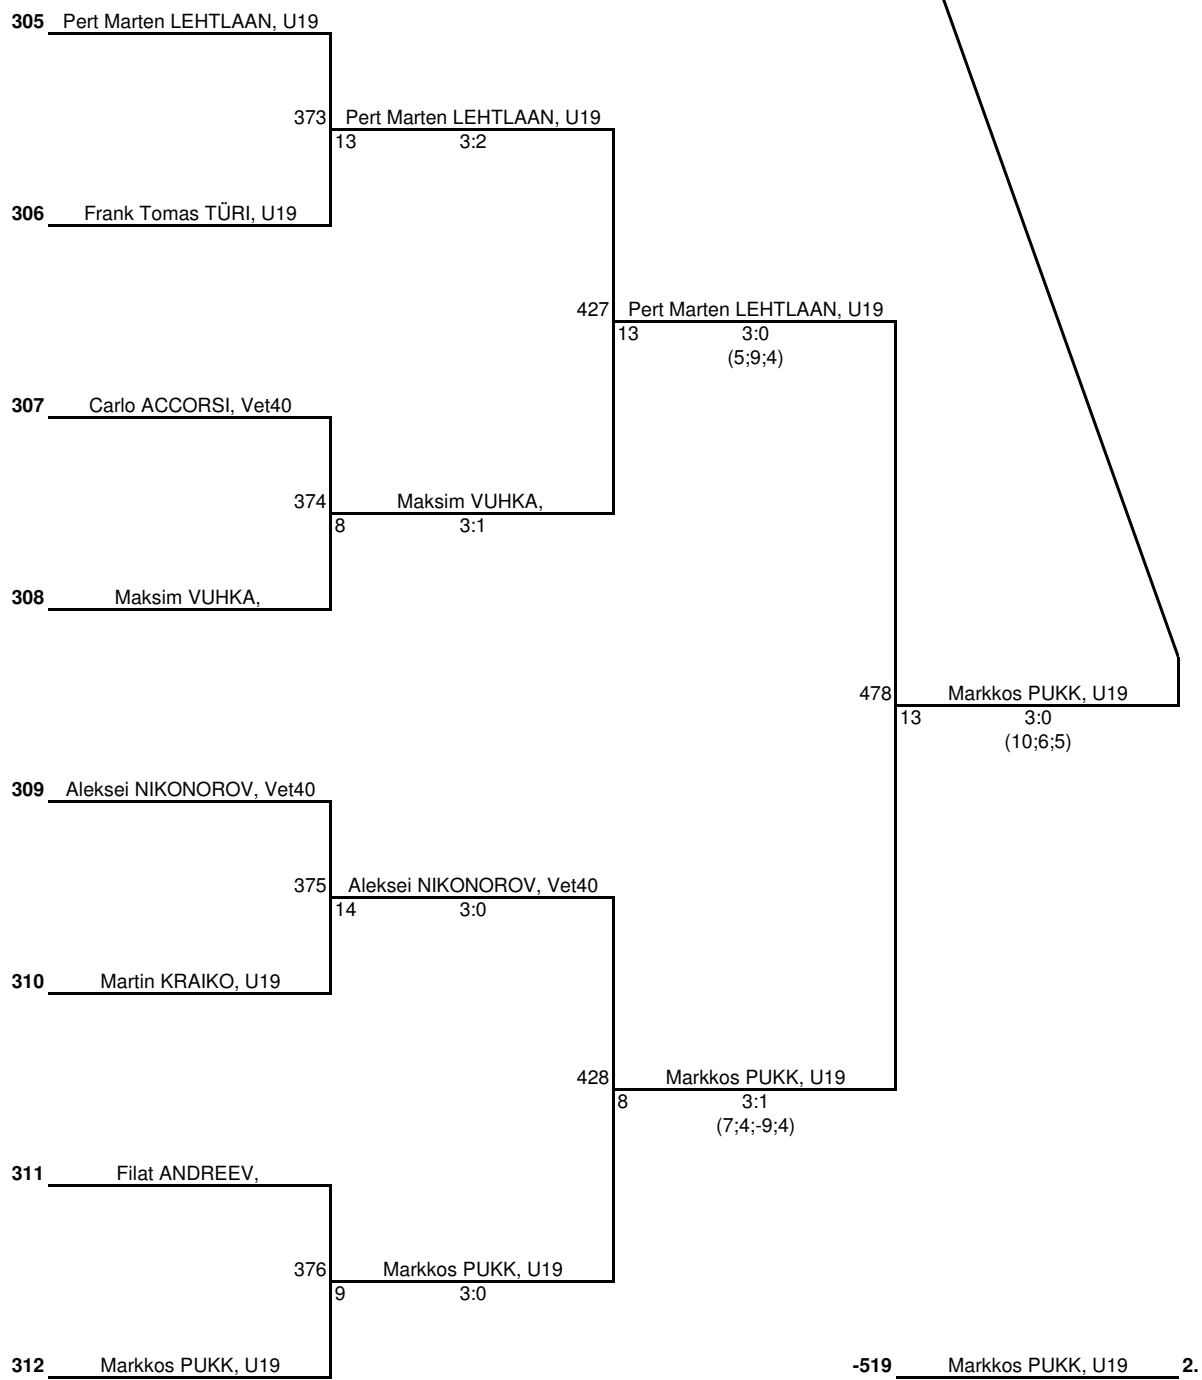 305 Pert Marten LEHTLAAN, U19
373 Pert Marten LEHTLAAN, U19
13 3:2
306 Frank Tomas TÜRI, U19
427 Pert Marten LEHTLAAN, U19
13 3:0
(5;9;4)
307 Carlo ACCORSI, Vet40
374 Maksim VUHKA,
8 3:1
308 Maksim VUHKA,
478 Markkos PUKK, U19
13 3:0
(10;6;5)
309 Aleksei NIKONOROV, Vet40
375 Aleksei NIKONOROV, Vet40
14 3:0
310 Martin KRAIKO, U19
428 Markkos PUKK, U19
8 3:1
(7;4;-9;4)
311 Filat ANDREEV,
376 Markkos PUKK, U19
9 3:0
312 Markkos PUKK, U19
-519 Markkos PUKK, U19 2.